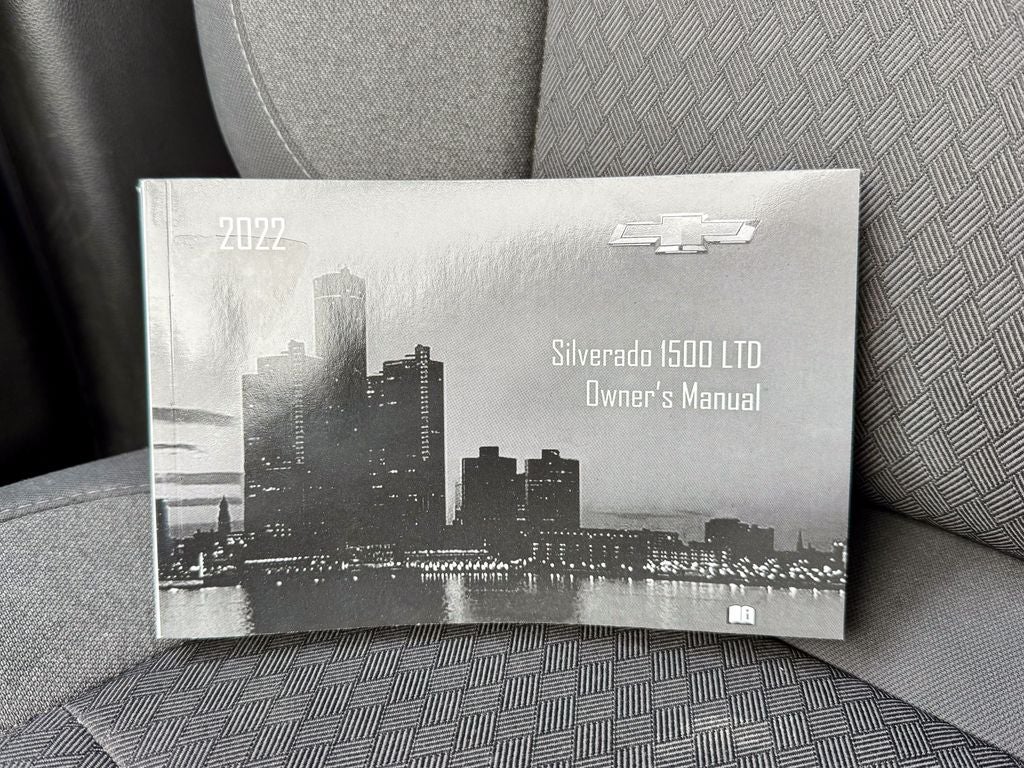 2022
Silverado 1500 LTD
Owner's Manual
i